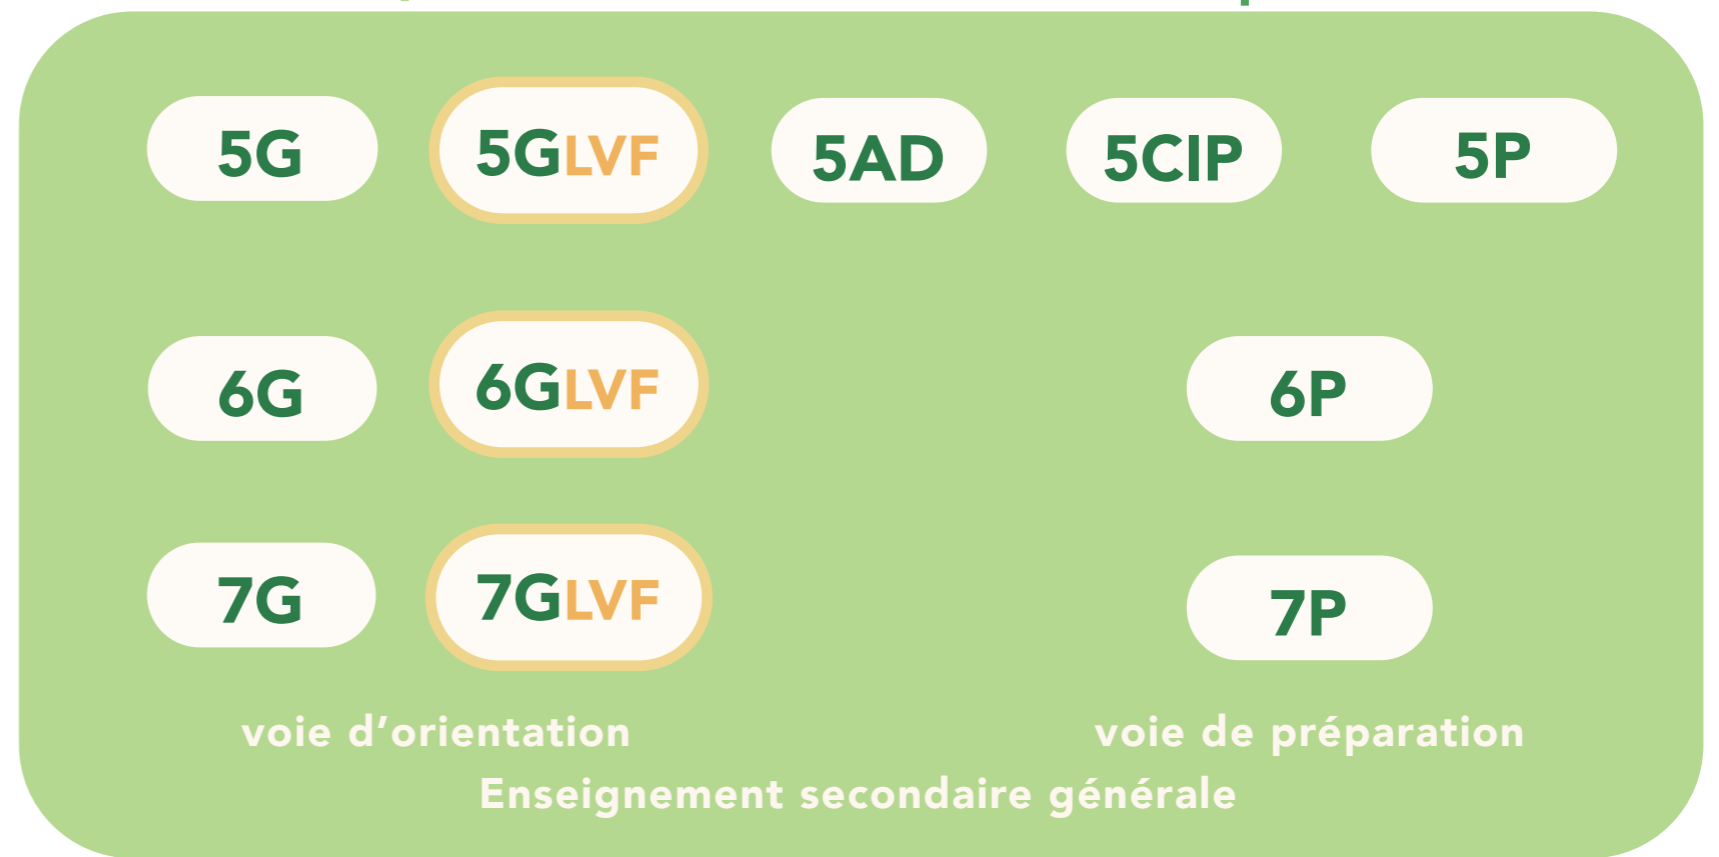 5G 5GLVF 5AD 5CIP 5P
6G 6GLVF 6P
7G 7GLVF 7P
voie d'orientation voie de préparation
Enseignement secondaire générale